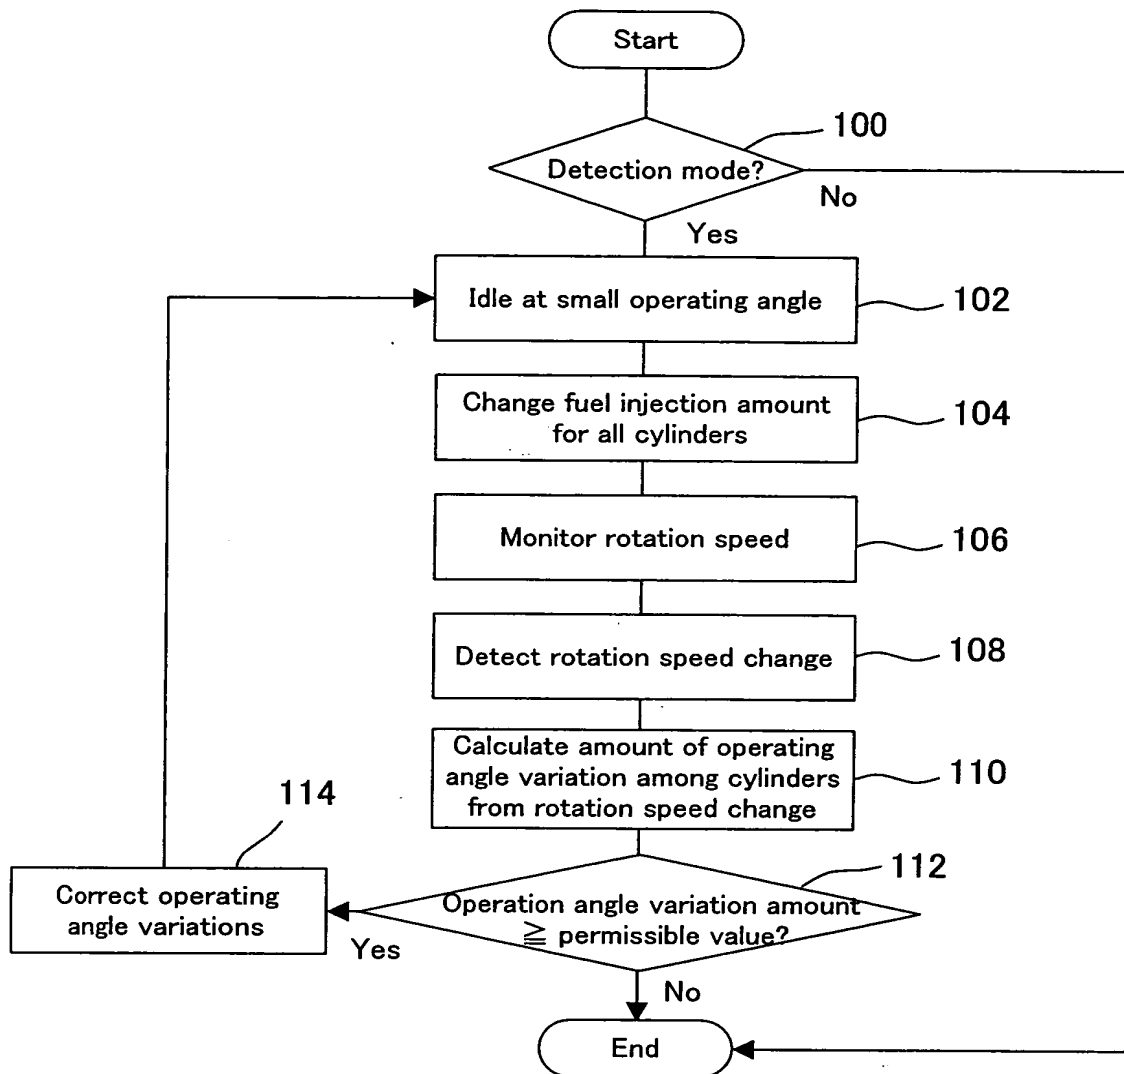 Start
100
Detection mode?
No
Yes
Idle at small operating angle
102
Change fuel injection amount
for all cylinders
104
Monitor rotation speed
106
Detect rotation speed change
108
Calculate amount of operating
angle variation among cylinders
from rotation speed change
110
114
Correct operating
angle variations
112
Operation angle variation amount
≧ permissible value?
Yes
No
End